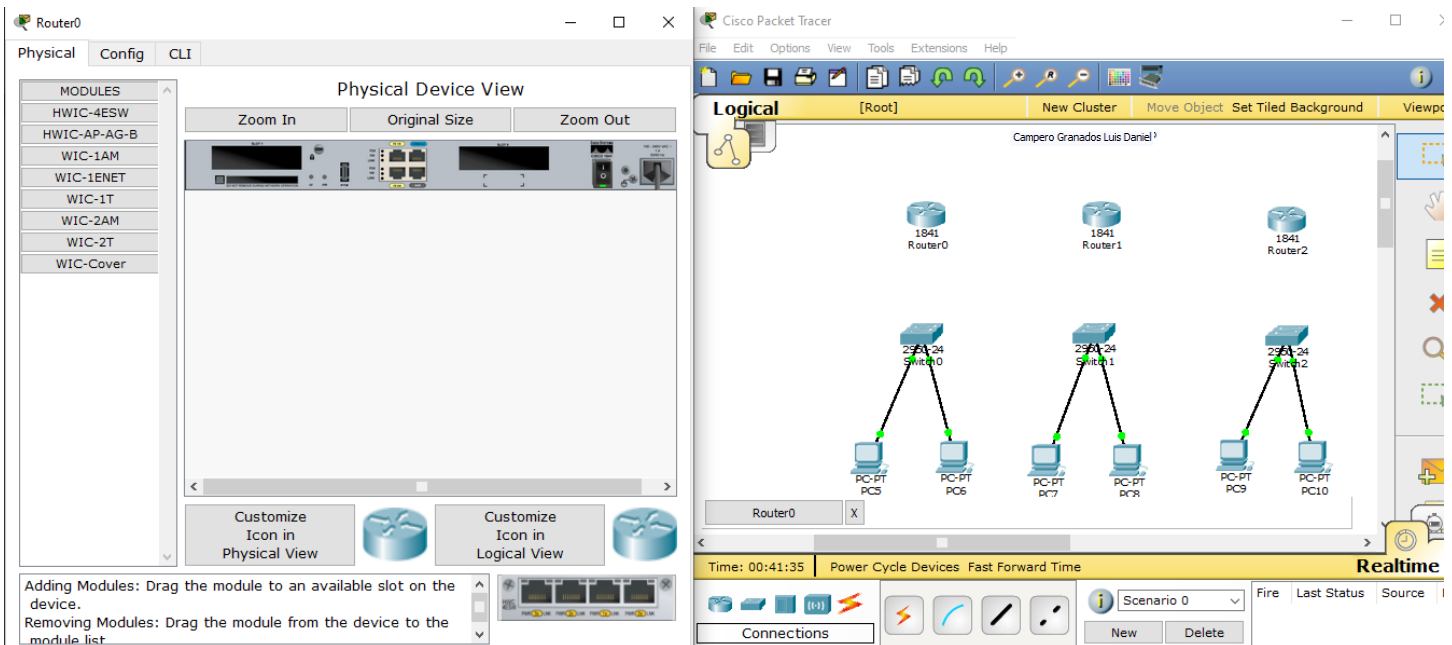 Router0
Physical
Config
CLI
MODULES
HWIC-4ESW
HWIC-AP-AG-B
WIC-1AM
WIC-1ENET
WIC-1T
WIC-2AM
WIC-2T
WIC-Cover
Physical Device View
Zoom In
Original Size
Zoom Out
Customize
Icon in
Physical View
Customize
Icon in
Logical View
Adding Modules: Drag the module to an available slot on the
device.
Removing Modules: Drag the module from the device to the
module list
Cisco Packet Tracer
File Edit Options View Tools Extensions Help
Logical
[Root]
New Cluster
Move Object
Set Tiled Background
Viewpo
Campero Granados Luis Daniel
1841
Router0
1841
Router1
1841
Router2
2950-24
Switch0
2950-24
Switch1
2950-24
Switch2
PC-PT
PC5
PC-PT
PC6
PC-PT
PC7
PC-PT
PC8
PC-PT
PC9
PC-PT
PC10
Router0
X
Time: 00:41:35
Power Cycle Devices
Fast Forward Time
Realtime
Connections
Scenario 0
New
Delete
Fire
Last Status
Source